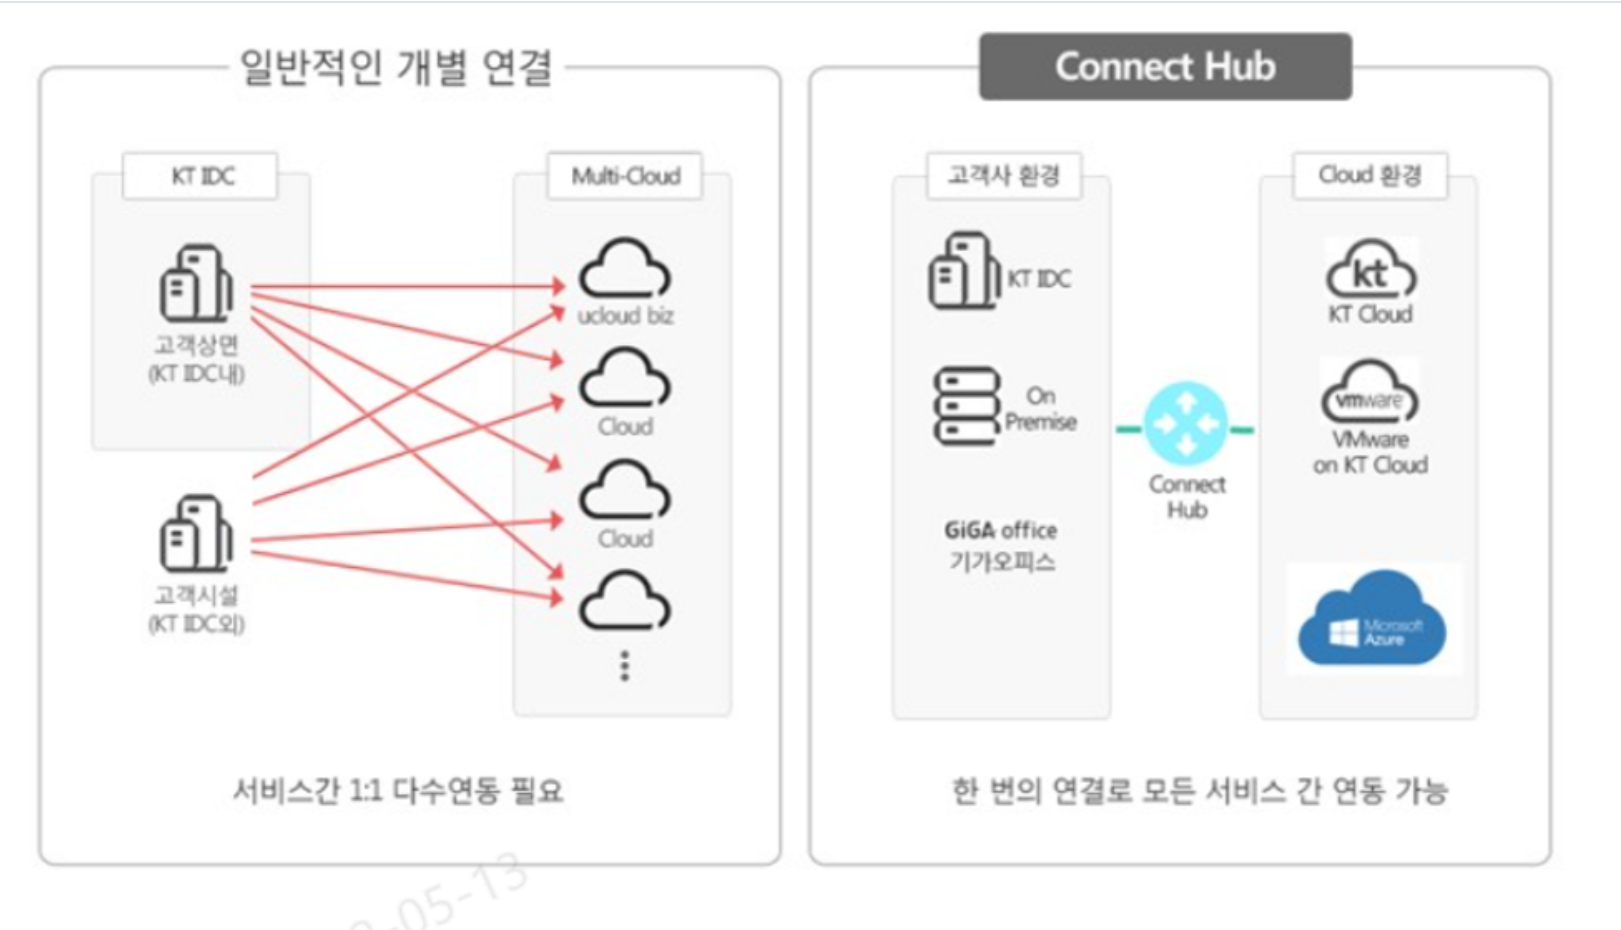 일반적인 개별 연결
KT IDC
고객상면
(KT IDC내)
고객시설
(KT IDC외)
Multi-Cloud
ucloud biz
Cloud
Cloud
서비스간 1:1 다수연동 필요
Connect Hub
고객사 환경
KT IDC
On
Premise
GiGA office
기가오피스
Connect
Hub
Cloud 환경
kt
KT Cloud
vmware
VMware
on KT Cloud
Microsoft
Azure
한 번의 연결로 모든 서비스 간 연동 가능
-05-13